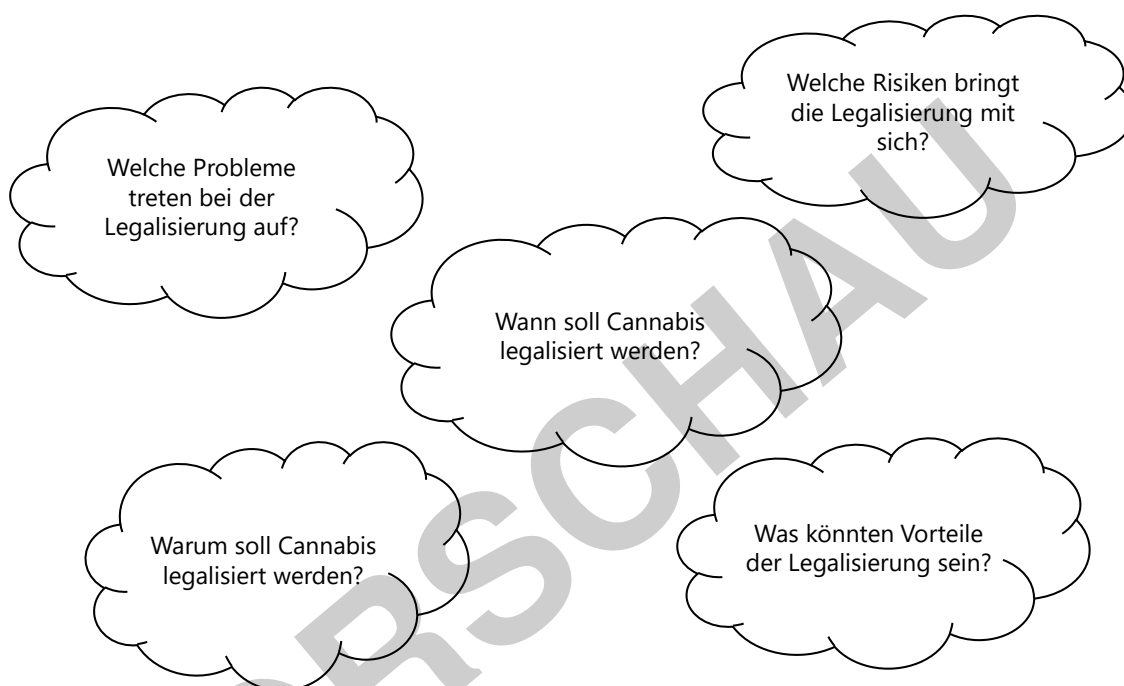 Welche Risiken bringt
die Legalisierung mit
sich?
Welche Probleme
treten bei der
Legalisierung auf?
Wann soll Cannabis
legalisiert werden?
Warum soll Cannabis
legalisiert werden?
Was könnten Vorteile
der Legalisierung sein?
ORSCHAU